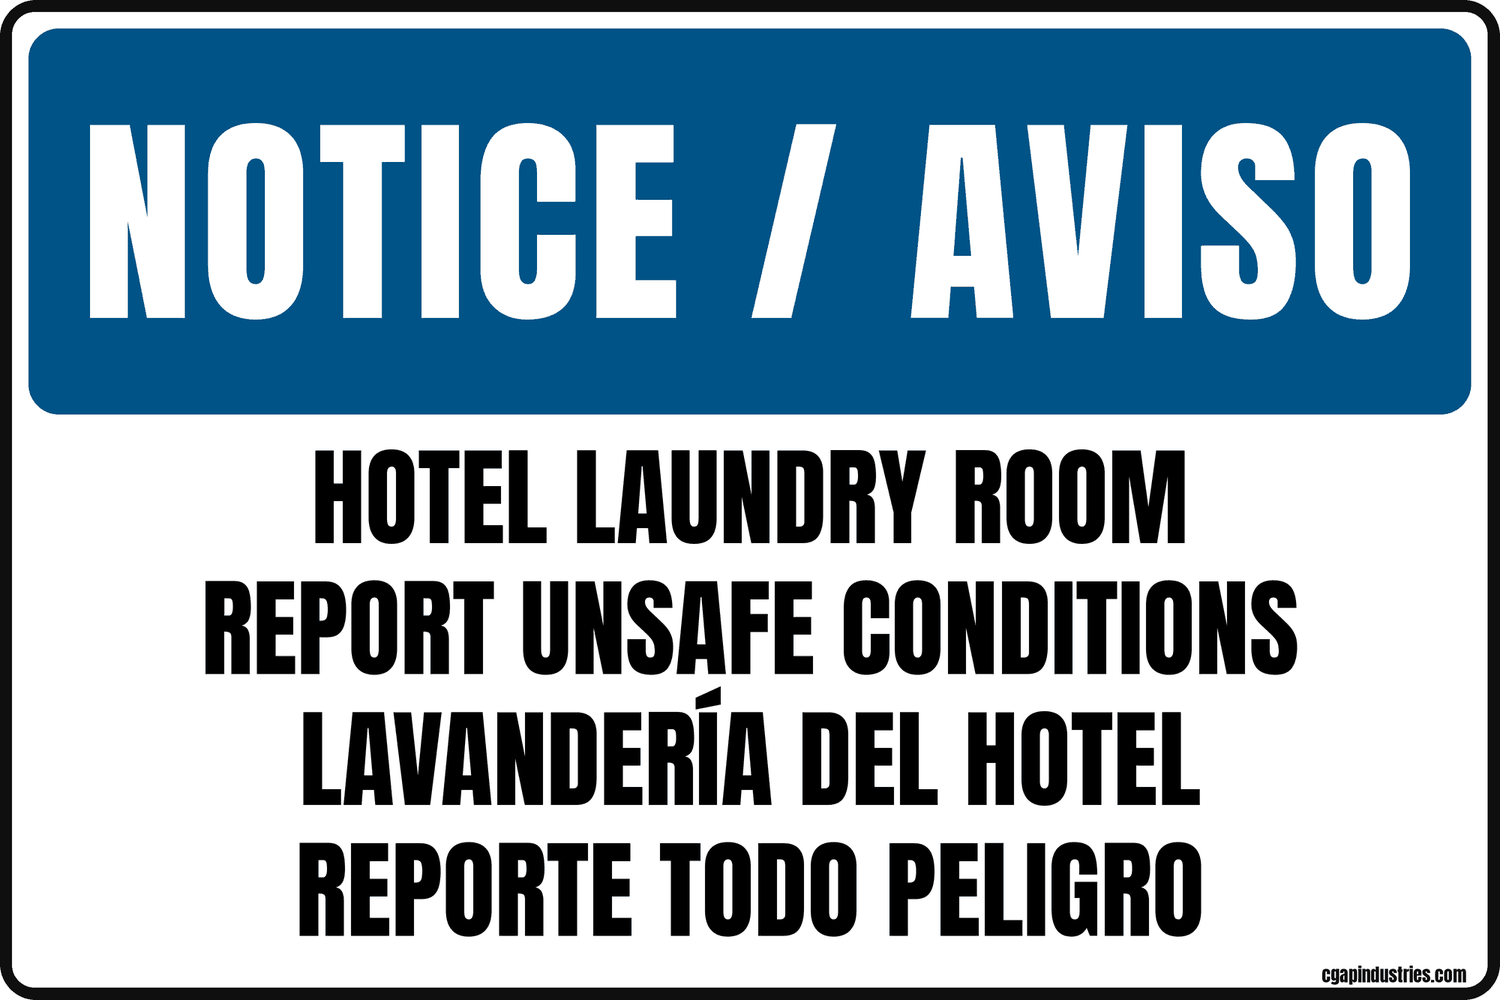 NOTICE / AVISO
HOTEL LAUNDRY ROOM
REPORT UNSAFE CONDITIONS
LAVANDERÍA DEL HOTEL
REPORTE TODO PELIGRO
cgapindustries.com